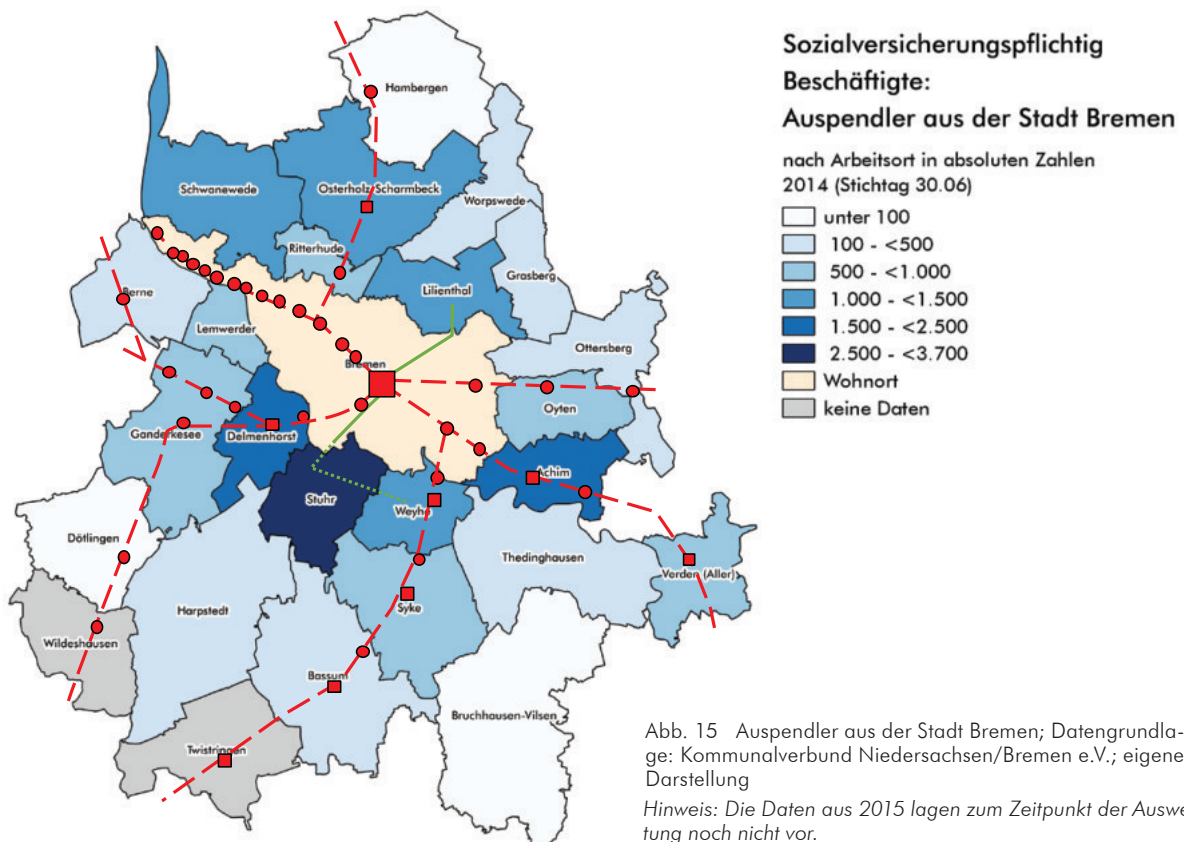 Sozialversicherungspflichtig
Beschäftigte:
Auspendler aus der Stadt Bremen
nach Arbeitsort in absoluten Zahlen
2014 (Stichtag 30.06)
unter 100
100 - <500
500 - <1.000
1.000 - <1.500
1.500 - <2.500
2.500 - <3.700
Wohnort
keine Daten
Hambergen
Schwanewede
Osterholz-Scharmbeck
Worpswede
Ritterhude
Grasberg
Lilienthal
Berne
Lemwerder
Ottersberg
Bremen
Oyten
Ganderkesee
Delmenhorst
Achim
Stuhr
Weyhe
Dötlingen
Thedinghausen
Verden (Aller)
Harpstedt
Syke
Wildeshausen
Bassum
Bruchhausen-Vilsen
Twistringen
Abb. 15 Auspendler aus der Stadt Bremen; Datengrundla-
ge: Kommunalverbund Niedersachsen/Bremen e.V.; eigene
Darstellung
Hinweis: Die Daten aus 2015 lagen zum Zeitpunkt der Auswer
tung noch nicht vor.